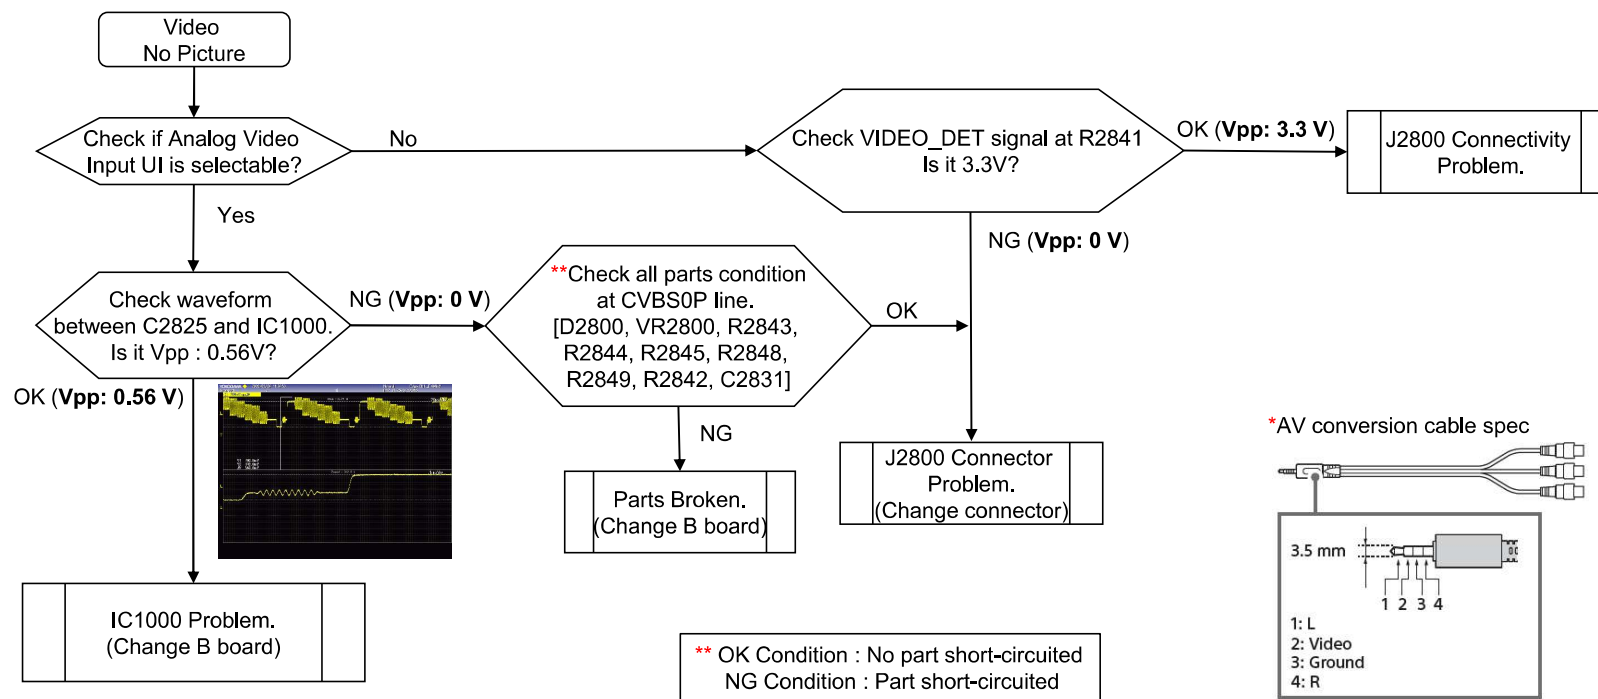 Video
No Picture
Check if Analog Video
Input UI is selectable?
No
Check VIDEO_DET signal at R2841
Is it 3.3V?
OK (Vpp: 3.3 V)
J2800 Connectivity
Problem.
Yes
NG (Vpp: 0 V)
Check waveform
between C2825 and IC1000.
Is it Vpp : 0.56V?
NG (Vpp: 0 V)
**Check all parts condition
at CVBS0P line.
[D2800, VR2800, R2843,
R2844, R2845, R2848,
R2849, R2842, C2831]
OK
OK (Vpp: 0.56 V)
NG
J2800 Connector
Problem.
(Change connector)
Parts Broken.
(Change B board)
IC1000 Problem.
(Change B board)
** OK Condition : No part short-circuited
NG Condition : Part short-circuited
*AV conversion cable spec
3.5 mm
1 2 3 4
1: L
2: Video
3: Ground
4: R